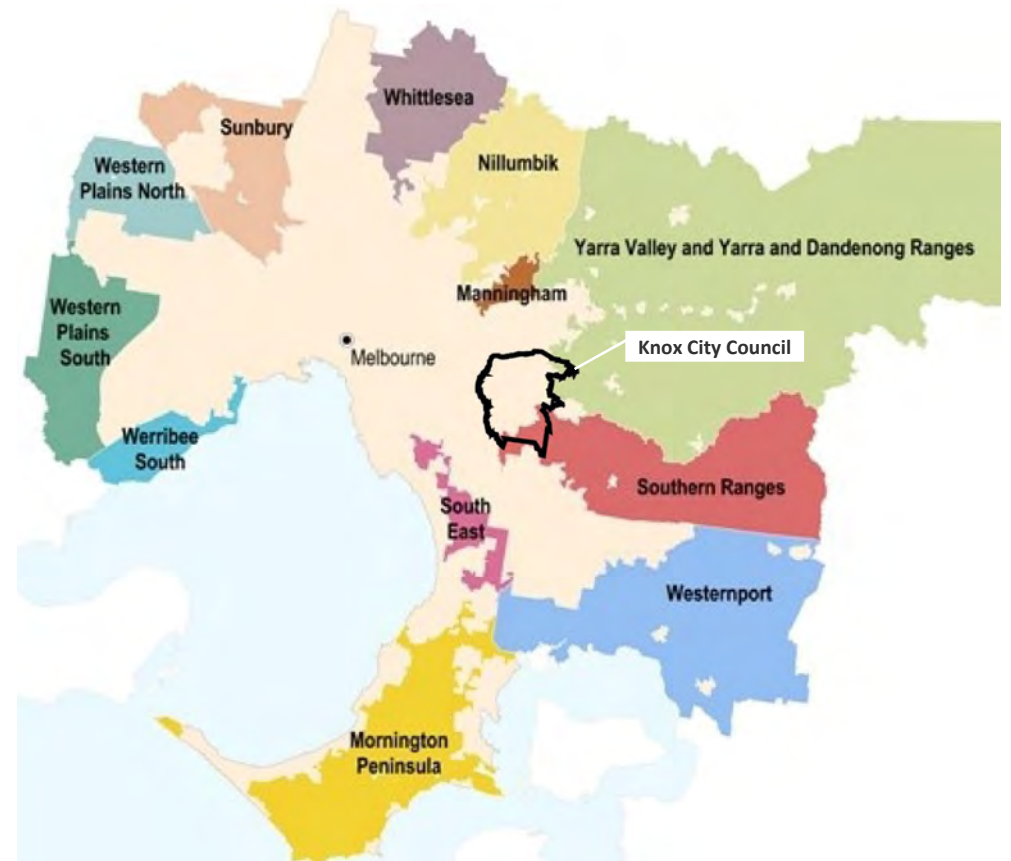 Whittlesea
Sunbury
Nillumbik
Western
Plains North
Yarra Valley and Yarra and Dandenong Ranges
Manningham
Western
Plains
South
Melbourne
Knox City Council
Werribee
South
Southern Ranges
South
East
Westernport
Mornington
Peninsula